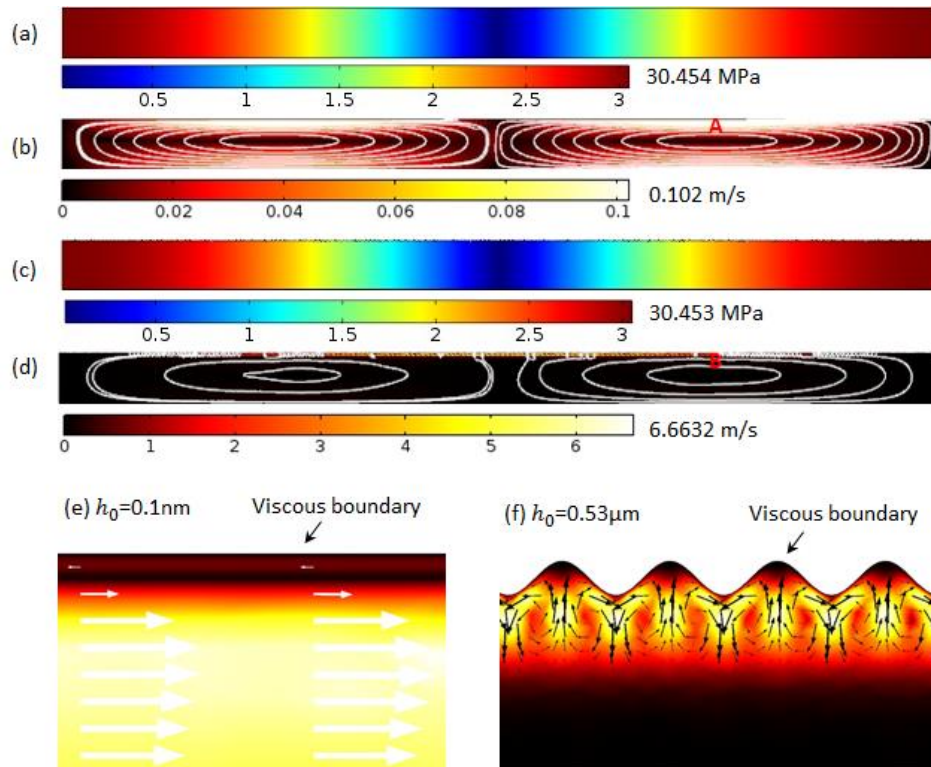 (a)
0.5 1 1.5 2 2.5 3 30.454 MPa
A
(b)
0 0.02 0.04 0.06 0.08 0.1 0.102 m/s
(c)
0.5 1 1.5 2 2.5 3 30.453 MPa
B
(d)
0 1 2 3 4 5 6 6.6632 m/s
(e) h₀=0.1nm Viscous boundary
(f) h₀=0.53μm Viscous boundary